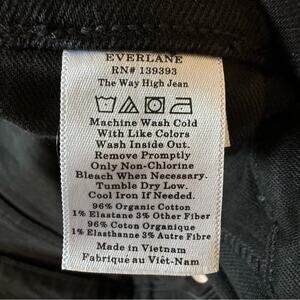 EVERLANE
RN# 139393
The Way High Jean
Machine Wash Cold
With Like Colors
Wash Inside Out.
Remove Promptly
Only Non-Chlorine
Bleach When Necessary.
Tumble Dry Low.
Cool Iron If Needed.
96% Organic Cotton
1% Elastane 3% Other Fiber
96% Coton Organique
1% Elasthanne 3% Autre Fibre
Made in Vietnam
Fabriqué au Viêt-Nam